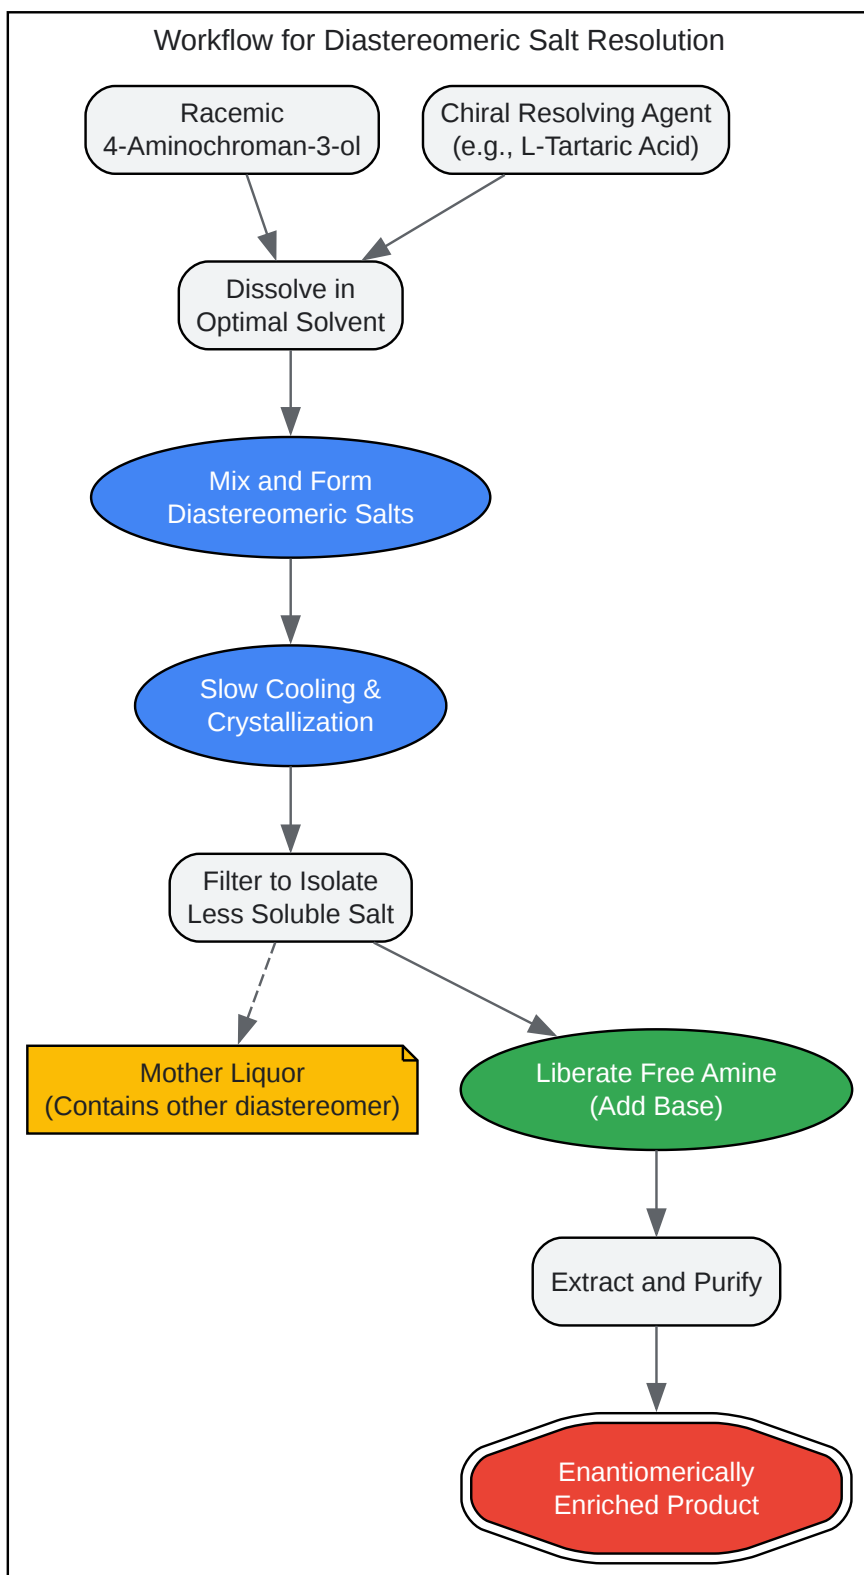 Workflow for Diastereomeric Salt Resolution
Racemic
4-Aminochroman-3-ol
Chiral Resolving Agent
(e.g., L-Tartaric Acid)
Dissolve in
Optimal Solvent
Mix and Form
Diastereomeric Salts
Slow Cooling &
Crystallization
Filter to Isolate
Less Soluble Salt
Mother Liquor
(Contains other diastereomer)
Liberate Free Amine
(Add Base)
Extract and Purify
Enantiomerically
Enriched Product